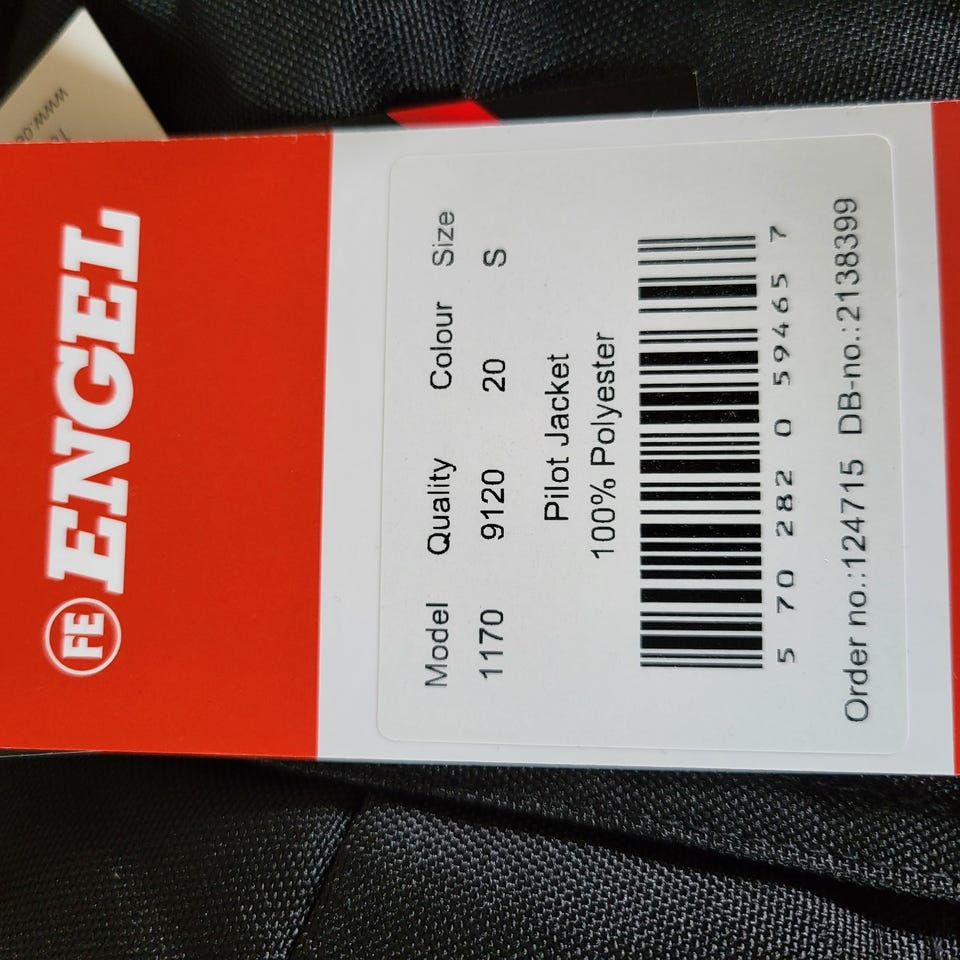 FE ENGEL
Model Quality Colour Size
1170 9120 20 S
Pilot Jacket
100% Polyester
5 70 282 0 59465 7
Order no.:124715 DB-no.:2138399